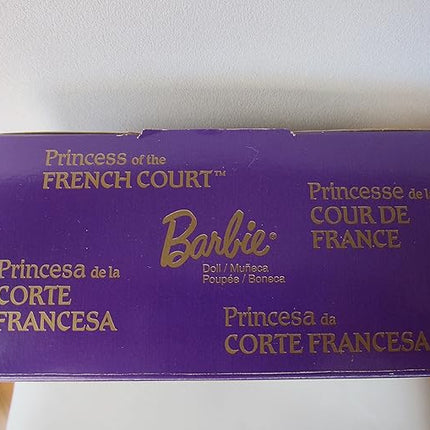 Princess of the
FRENCH COURT™
Princesse de la
COUR DE
FRANCE
Barbie®
Doll / Muñeca
Poupée / Boneca
Princesa de la
CORTE
FRANCESA
Princesa da
CORTE FRANCESA